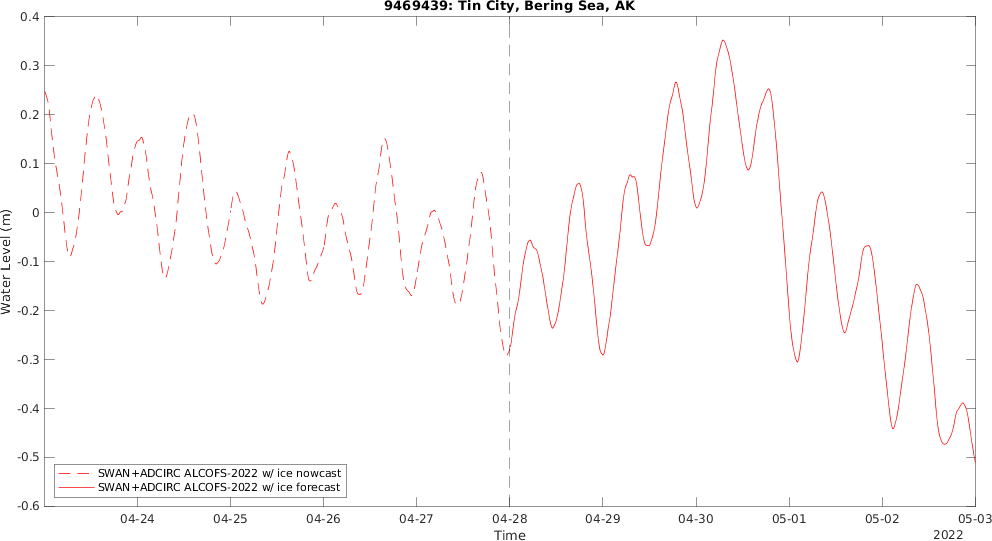 9469439: Tin City, Bering Sea, AK
0.4
0.3
0.2
0.1
0
-0.1
-0.2
-0.3
-0.4
-0.5
-0.6
Water Level (m)
SWAN+ADCIRC ALCOFS-2022 w/ ice nowcast
SWAN+ADCIRC ALCOFS-2022 w/ ice forecast
04-24 04-25 04-26 04-27 04-28 04-29 04-30 05-01 05-02 05-03
Time
2022